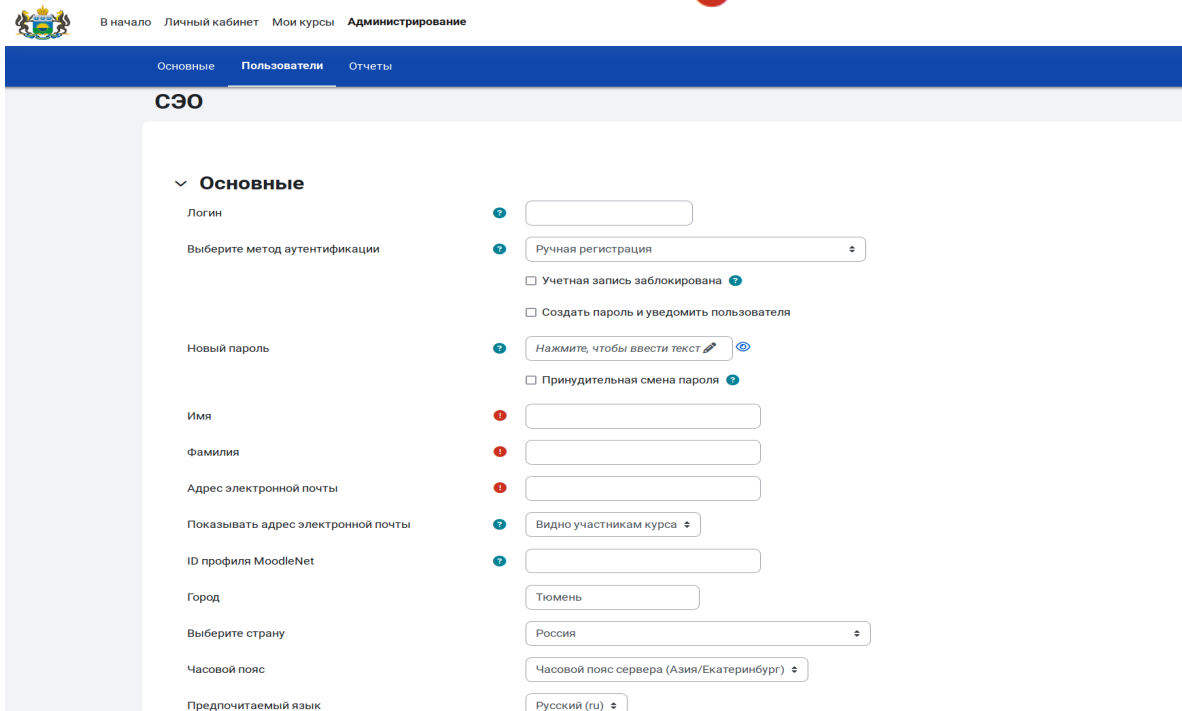 В начало Личный кабинет Мои курсы Администрирование
Основные Пользователи Отчеты
СЭО
Основные
Логин
Выберите метод аутентификации Ручная регистрация
Учетная запись заблокирована
Создать пароль и уведомить пользователя
Новый пароль Нажмите, чтобы ввести текст
Принудительная смена пароля
Имя
Фамилия
Адрес электронной почты
Показывать адрес электронной почты Видно участникам курса
ID профиля MoodleNet
Город Тюмень
Выберите страну Россия
Часовой пояс Часовой пояс сервера (Азия/Екатеринбург)
Предпочитаемый язык Русский (ru)